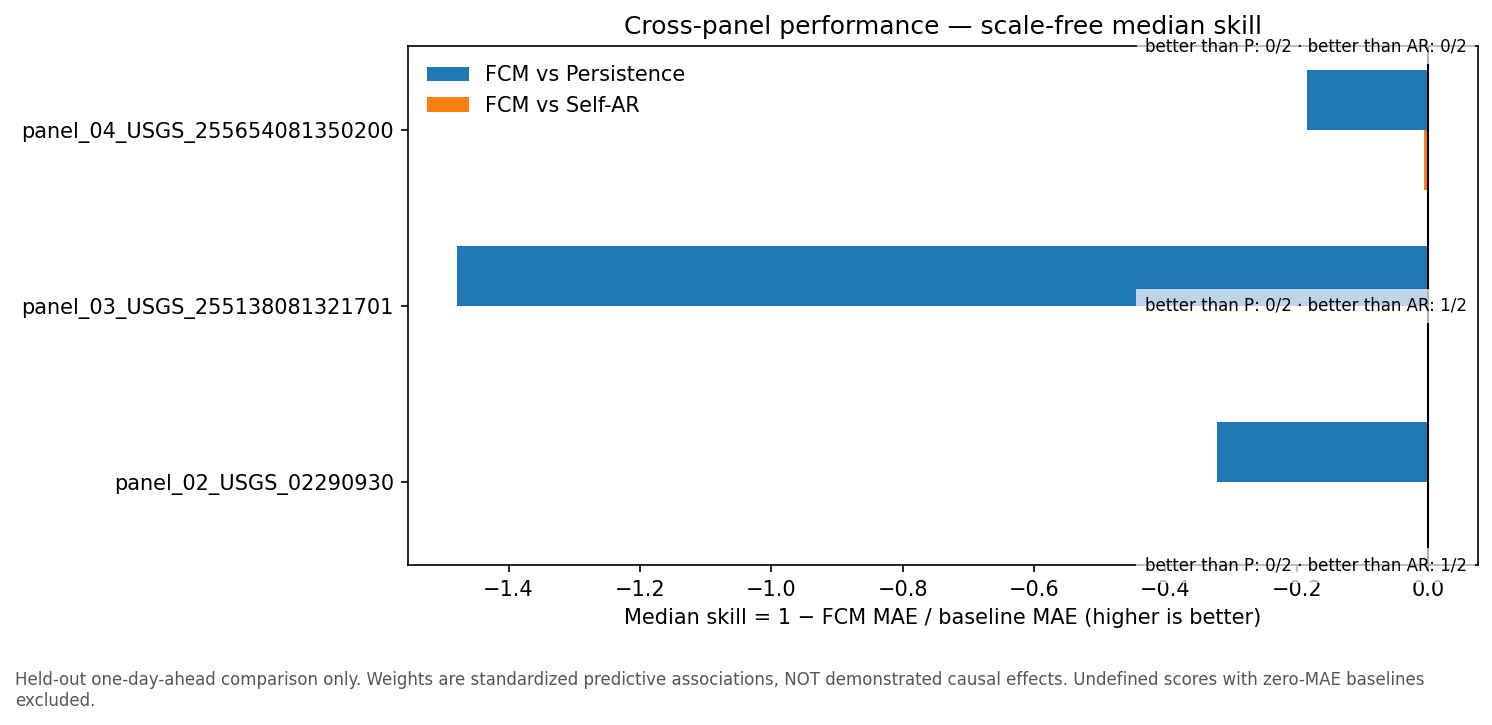 Cross-panel performance — scale-free median skill
better than P: 0/2 · better than AR: 0/2
FCM vs Persistence
FCM vs Self-AR
panel_04_USGS_255654081350200
panel_03_USGS_255138081321701
better than P: 0/2 · better than AR: 1/2
panel_02_USGS_02290930
better than P: 0/2 · better than AR: 1/2
−1.4 −1.2 −1.0 −0.8 −0.6 −0.4 −0.2 0.0
Median skill = 1 − FCM MAE / baseline MAE (higher is better)
Held-out one-day-ahead comparison only. Weights are standardized predictive associations, NOT demonstrated causal effects. Undefined scores with zero-MAE baselines
excluded.